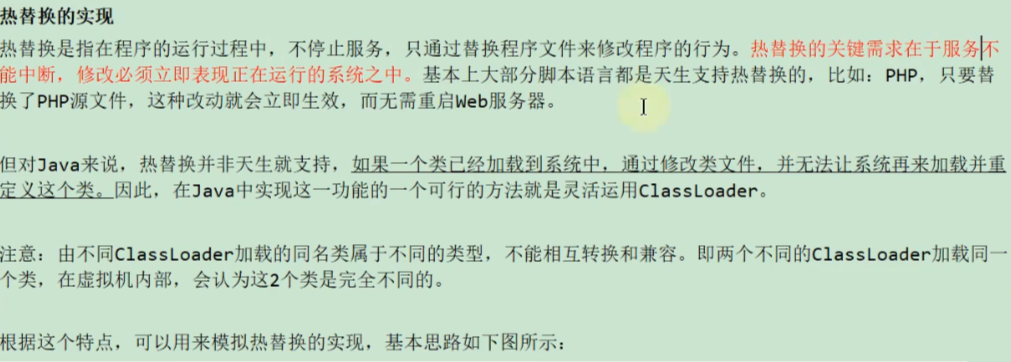 热替换的实现
热替换是指在程序的运行过程中，不停止服务，只通过替换程序文件来修改程序的行为。热替换的关键需求在于服务不
能中断，修改必须立即表现正在运行的系统之中。基本上大部分脚本语言都是天生支持热替换的，比如：PHP，只要替
换了PHP源文件，这种改动就会立即生效，而无需重启Web服务器。
但对Java来说，热替换并非天生就支持，如果一个类已经加载到系统中，通过修改类文件，并无法让系统再来加载并重
定义这个类。因此，在Java中实现这一功能的一个可行的方法就是灵活运用ClassLoader。
注意：由不同ClassLoader加载的同名类属于不同的类型，不能相互转换和兼容。即两个不同的ClassLoader加载同一
个类，在虚拟机内部，会认为这2个类是完全不同的。
根据这个特点，可以用来模拟热替换的实现，基本思路如下图所示：